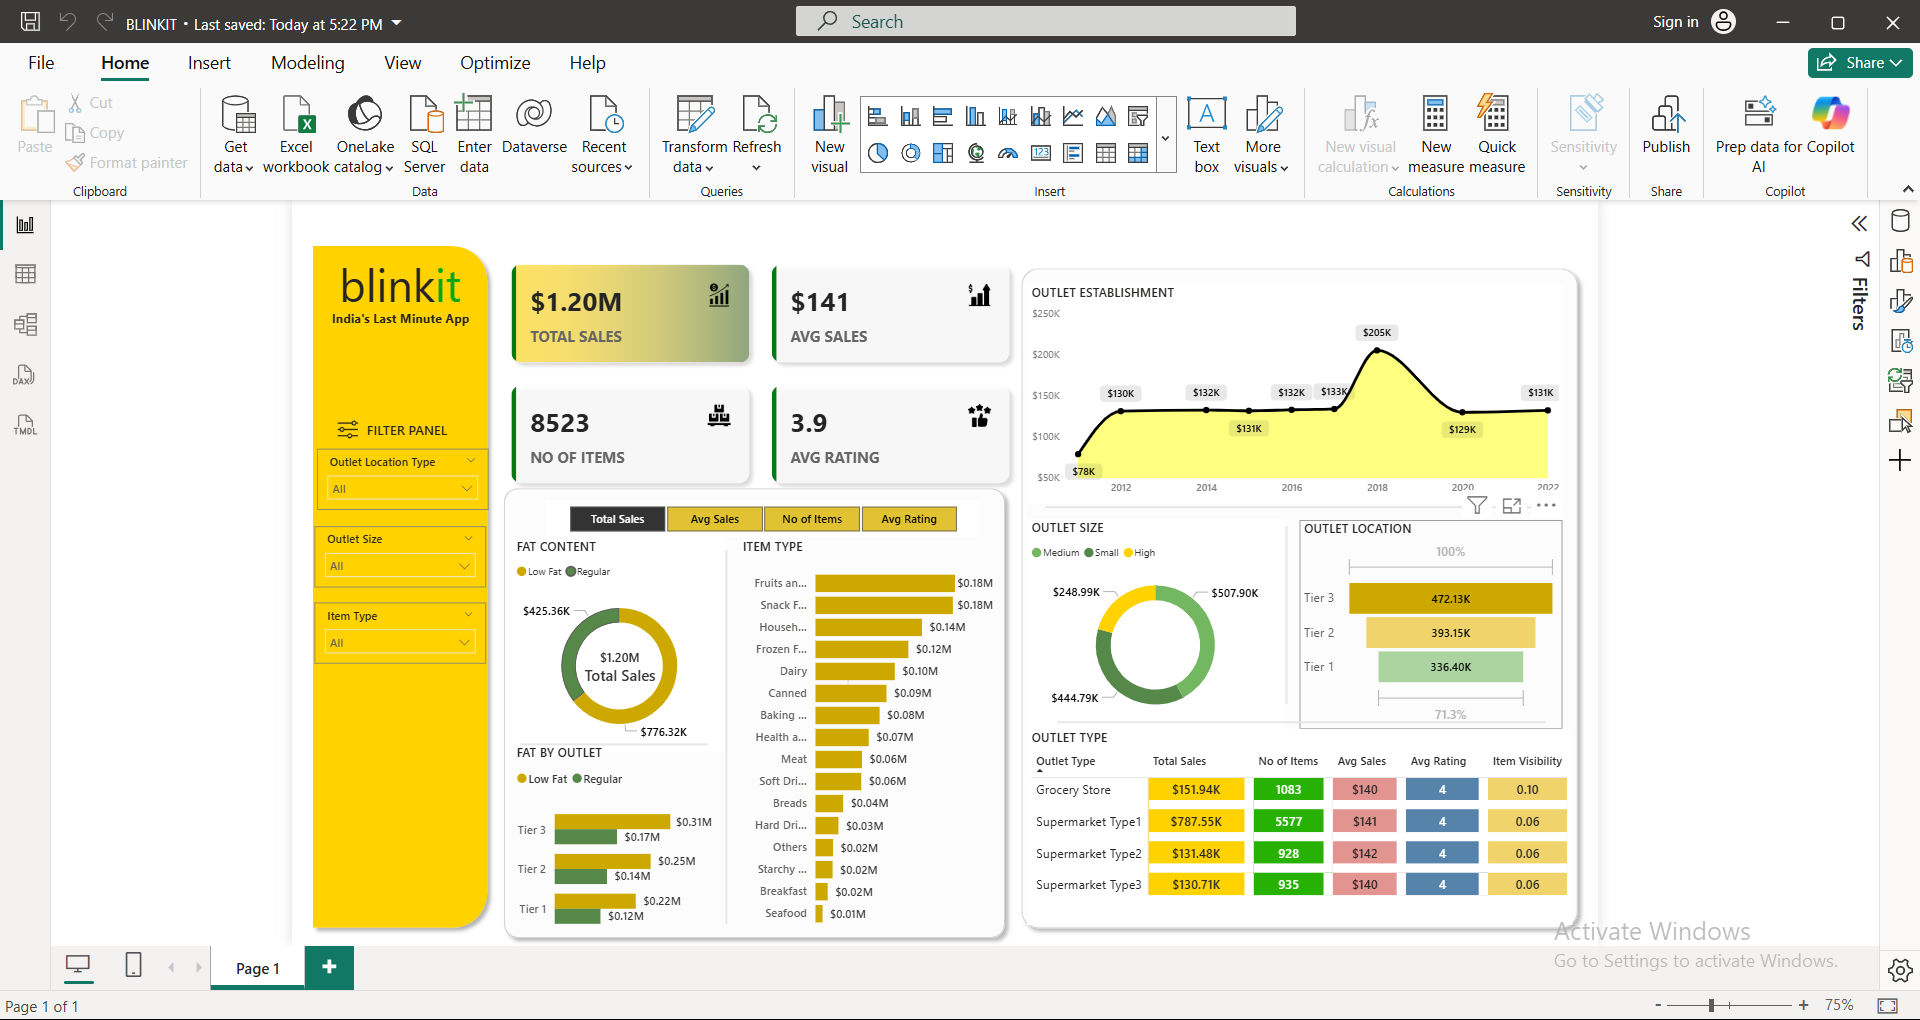 BLINKIT • Last saved: Today at 5:22 PM
Search
Sign in
File
Home
Insert
Modeling
View
Optimize
Help
Share
Paste
Cut
Copy
Format painter
Clipboard
Get data
Excel workbook
OneLake catalog
SQL Server
Enter data
Dataverse
Recent sources
Data
Transform data
Refresh
Queries
New visual
Text box
More visuals
Insert
New visual calculation
New measure
Quick measure
Calculations
Sensitivity
Sensitivity
Publish
Share
Prep data for AI
Copilot
Copilot
DAX
TMDL
Filters
blinkit
India's Last Minute App
FILTER PANEL
Outlet Location Type
All
Outlet Size
All
Item Type
All
$1.20M
TOTAL SALES
$141
AVG SALES
8523
NO OF ITEMS
3.9
AVG RATING
Total Sales
Avg Sales
No of Items
Avg Rating
FAT CONTENT
Low Fat
Regular
$425.36K
$1.20M
Total Sales
$776.32K
FAT BY OUTLET
Low Fat
Regular
Tier 3
$0.31M
$0.17M
Tier 2
$0.25M
$0.14M
Tier 1
$0.22M
$0.12M
ITEM TYPE
Fruits an... $0.18M
Snack F... $0.18M
Househ... $0.14M
Frozen F... $0.12M
Dairy $0.10M
Canned $0.09M
Baking ... $0.08M
Health a... $0.07M
Meat $0.06M
Soft Dri... $0.06M
Breads $0.04M
Hard Dri... $0.03M
Others $0.02M
Starchy ... $0.02M
Breakfast $0.02M
Seafood $0.01M
OUTLET ESTABLISHMENT
$250K
$200K
$150K
$100K
$50K
$78K
$130K
$132K
$131K
$132K
$133K
$205K
$129K
$131K
2012
2014
2016
2018
2020
2022
OUTLET SIZE
Medium
Small
High
$248.99K
$507.90K
$444.79K
OUTLET LOCATION
100%
Tier 3 472.13K
Tier 2 393.15K
Tier 1 336.40K
71.3%
OUTLET TYPE
Outlet Type Total Sales No of Items Avg Sales Avg Rating Item Visibility
Grocery Store $151.94K 1083 $140 4 0.10
Supermarket Type1 $787.55K 5577 $141 4 0.06
Supermarket Type2 $131.48K 928 $142 4 0.06
Supermarket Type3 $130.71K 935 $140 4 0.06
Activate Windows
Go to Settings to activate Windows.
Page 1
Page 1 of 1
75%